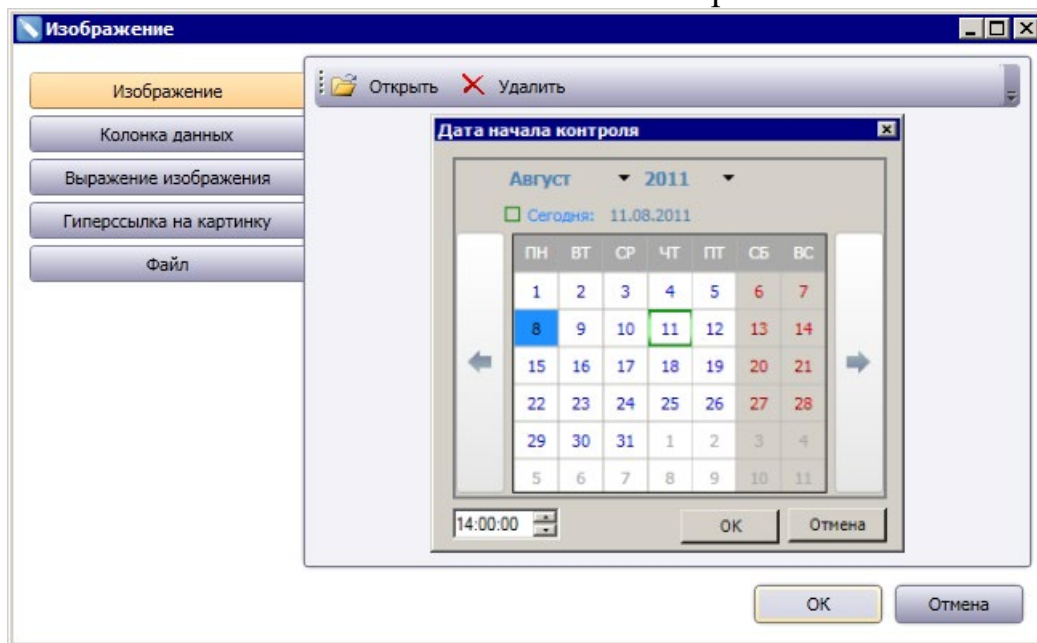 Изображение
Изображение
Колонка данных
Выражение изображения
Гиперссылка на картинку
Файл
Открыть Удалить
Дата начала контроля
Август 2011
Сегодня: 11.08.2011
ПН ВТ СР ЧТ ПТ СБ ВС
1 2 3 4 5 6 7
8 9 10 11 12 13 14
15 16 17 18 19 20 21
22 23 24 25 26 27 28
29 30 31 1 2 3 4
5 6 7 8 9 10 11
14:00:00 ОК Отмена
ОК Отмена